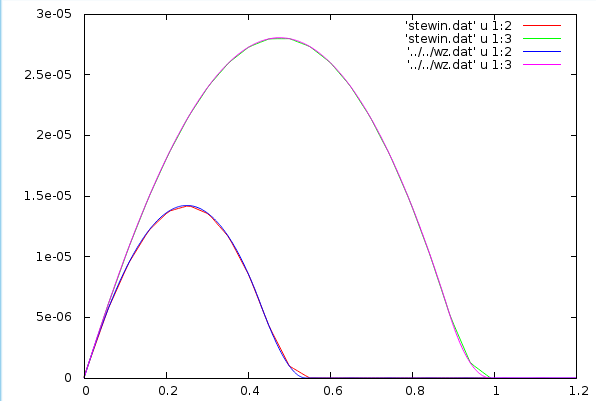 3e-05
2.5e-05
2e-05
1.5e-05
1e-05
5e-06
0
0 0.2 0.4 0.6 0.8 1 1.2
'stewin.dat' u 1:2
'stewin.dat' u 1:3
'../../wz.dat' u 1:2
'../../wz.dat' u 1:3